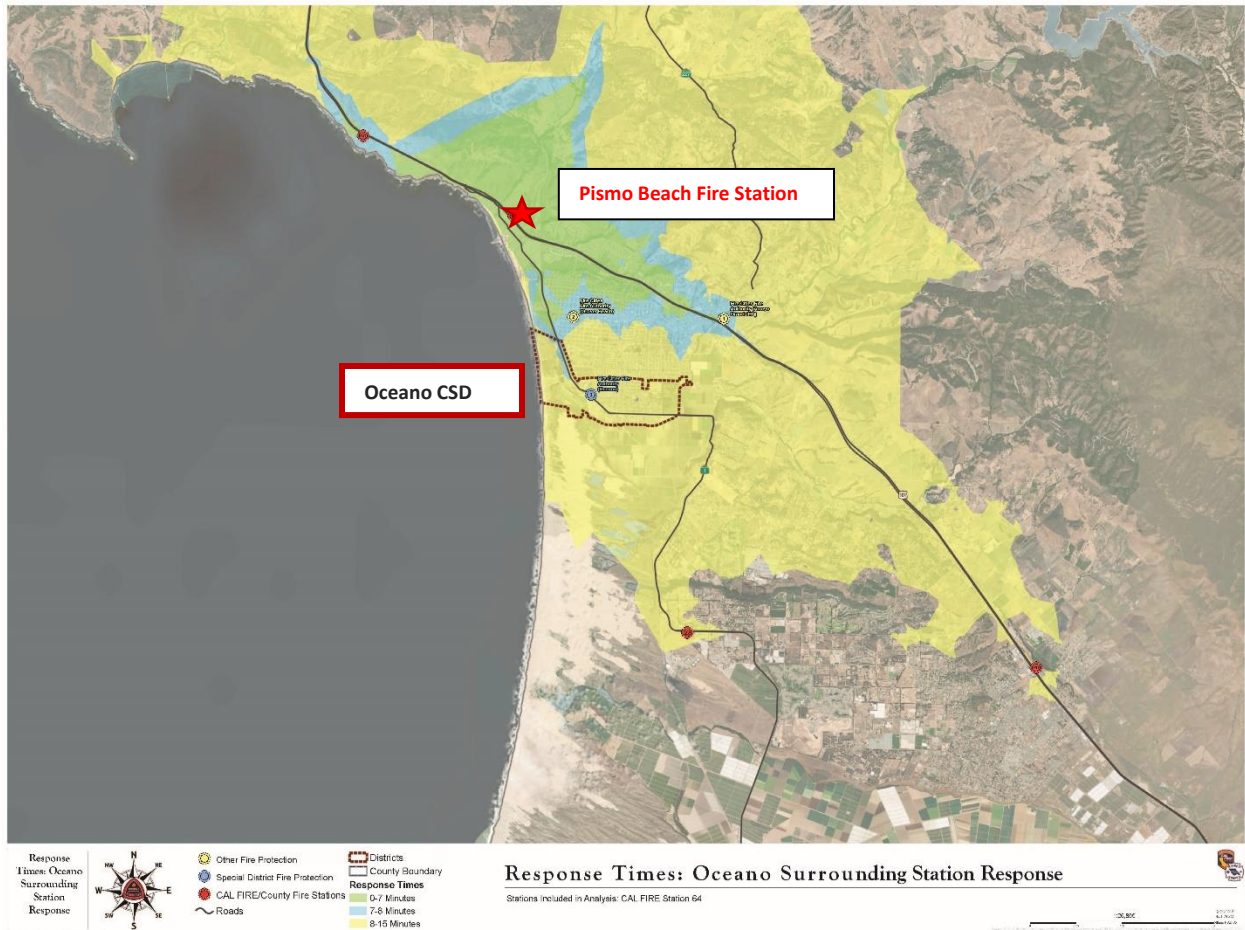 Pismo Beach Fire Station
Oceano CSD
Response
Times: Oceano
Surrounding
Station
Response
N
NW
NE
W
E
SW
SE
S
Other Fire Protection
Special District Fire Protection
CAL FIRE/County Fire Stations
Roads
Districts
County Boundary
Response Times
0-7 Minutes
7-8 Minutes
8-15 Minutes
Response Times: Oceano Surrounding Station Response
Stations Included in Analysis: CAL FIRE Station 64